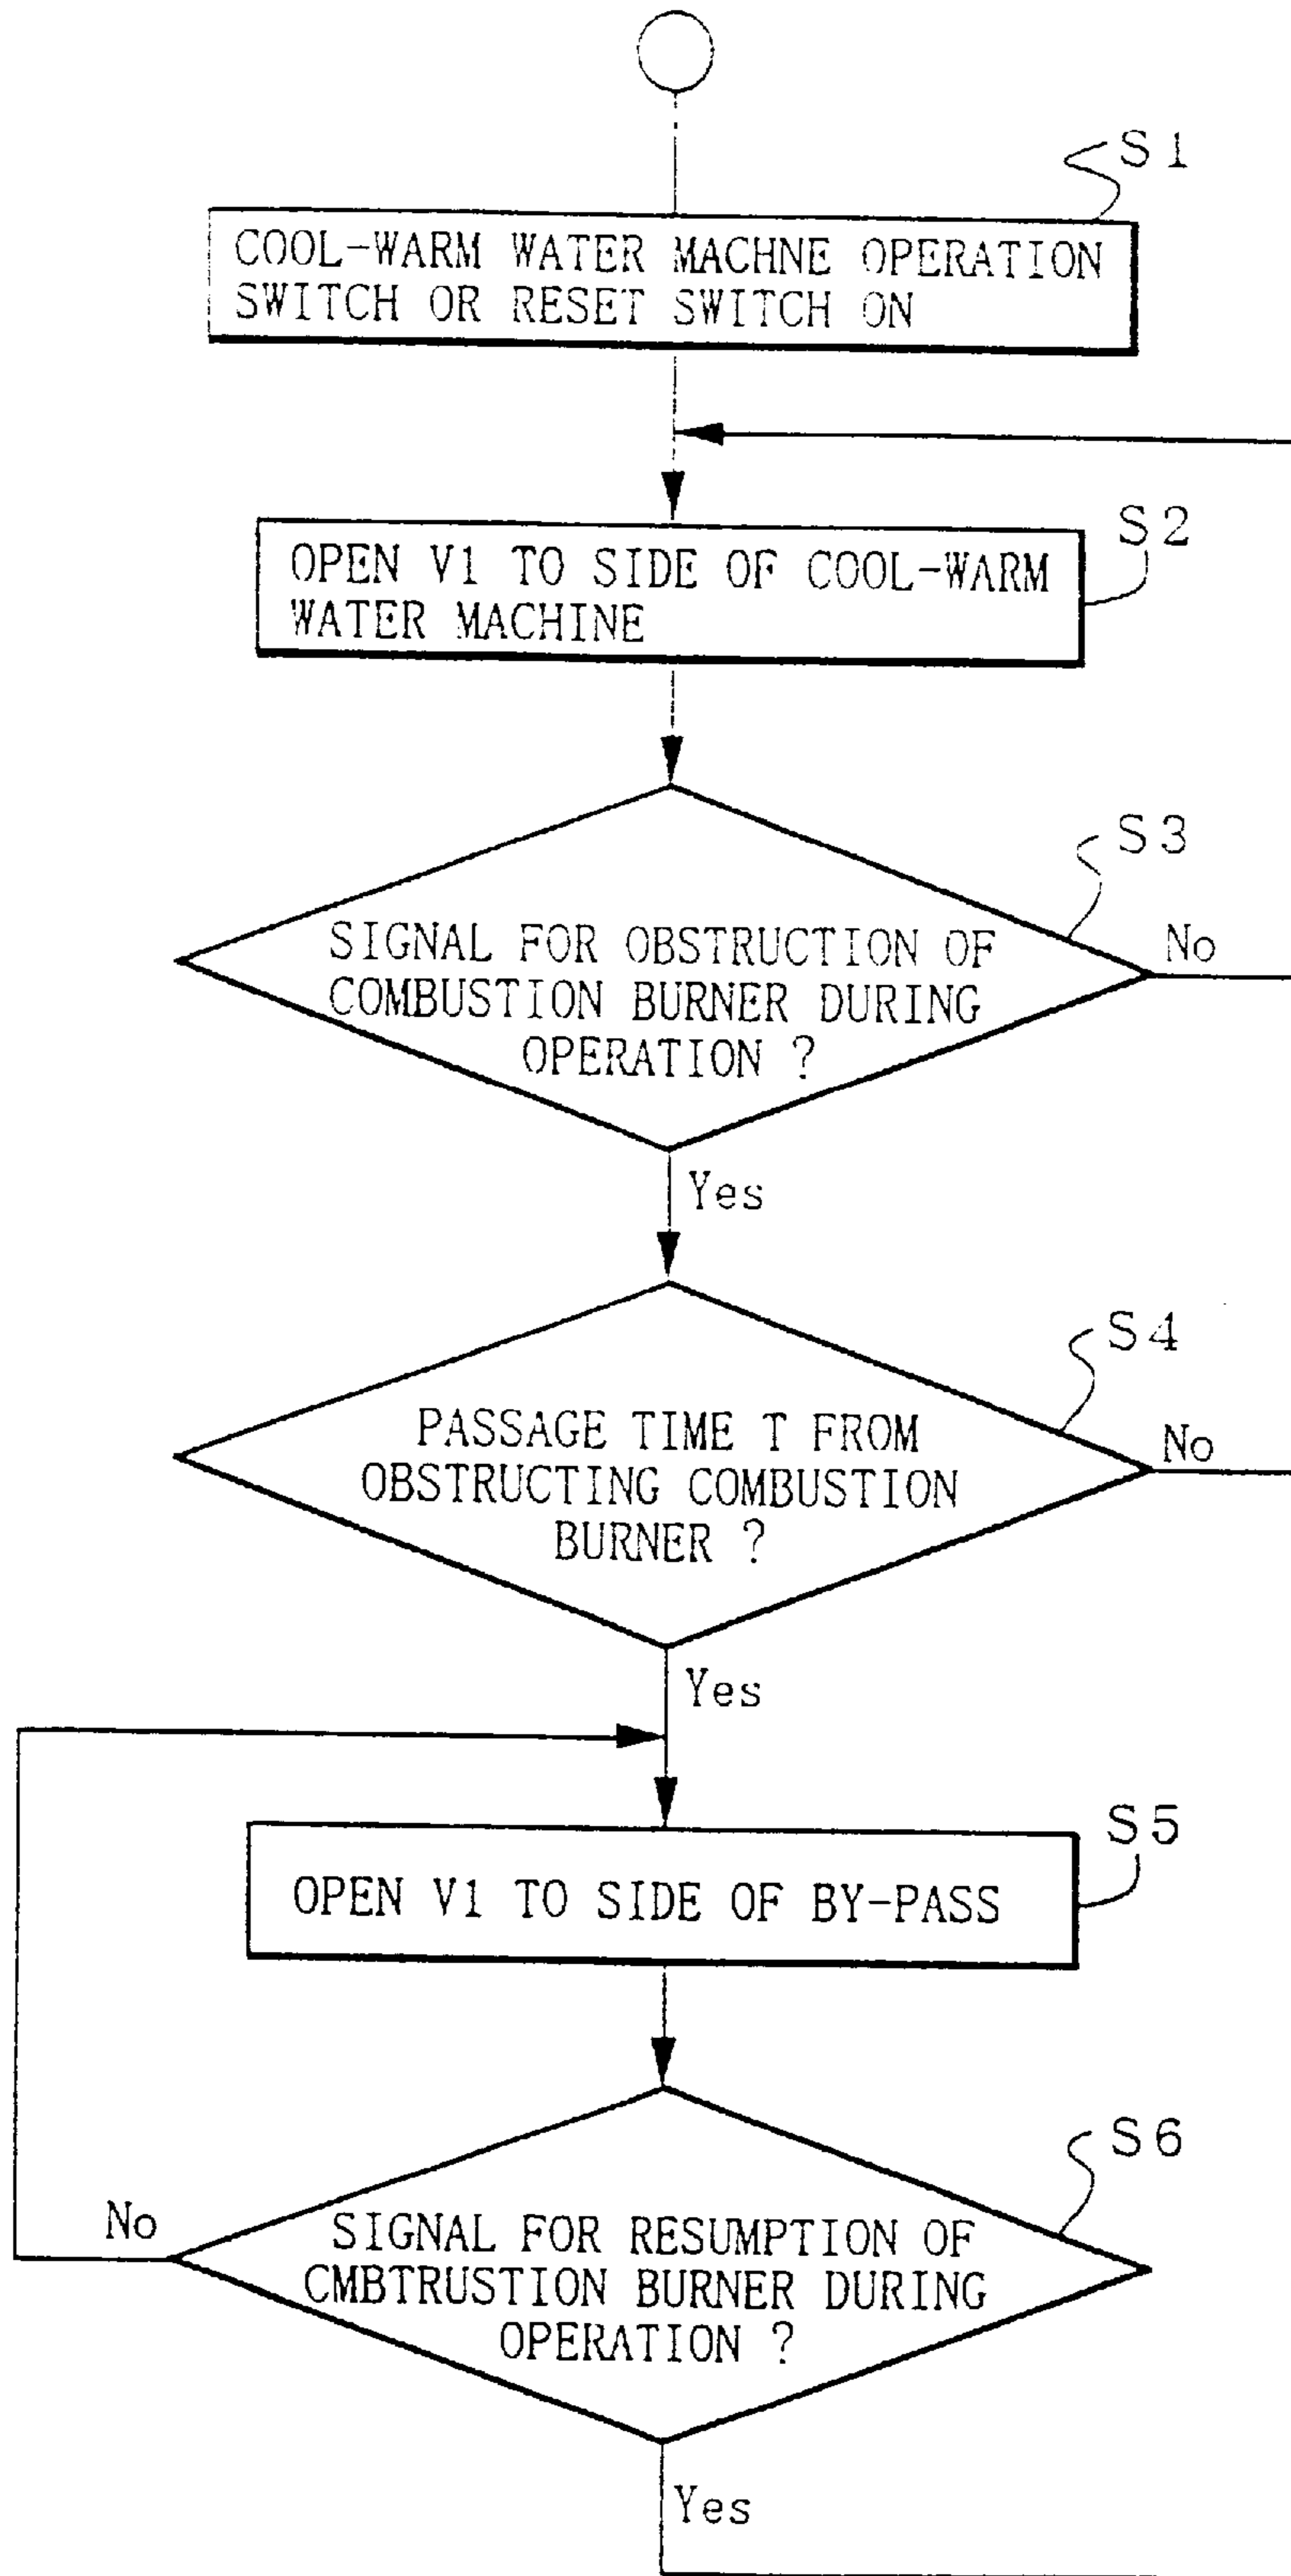 S1
COOL-WARM WATER MACHNE OPERATION
SWITCH OR RESET SWITCH ON
S2
OPEN V1 TO SIDE OF COOL-WARM
WATER MACHINE
S3
SIGNAL FOR OBSTRUCTION OF
COMBUSTION BURNER DURING
OPERATION ?
No
Yes
S4
PASSAGE TIME T FROM
OBSTRUCTING COMBUSTION
BURNER ?
No
Yes
S5
OPEN V1 TO SIDE OF BY-PASS
S6
SIGNAL FOR RESUMPTION OF
CMBTRUSTION BURNER DURING
OPERATION ?
No
Yes